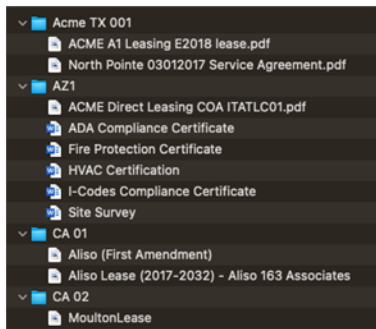 Acme TX 001
ACME A1 Leasing E2018 lease.pdf
North Pointe 03012017 Service Agreement.pdf
AZ1
ACME Direct Leasing COA ITATLC01.pdf
ADA Compliance Certificate
Fire Protection Certificate
HVAC Certification
I-Codes Compliance Certificate
Site Survey
CA 01
Aliso (First Amendment)
Aliso Lease (2017-2032) - Aliso 163 Associates
CA 02
MoultonLease